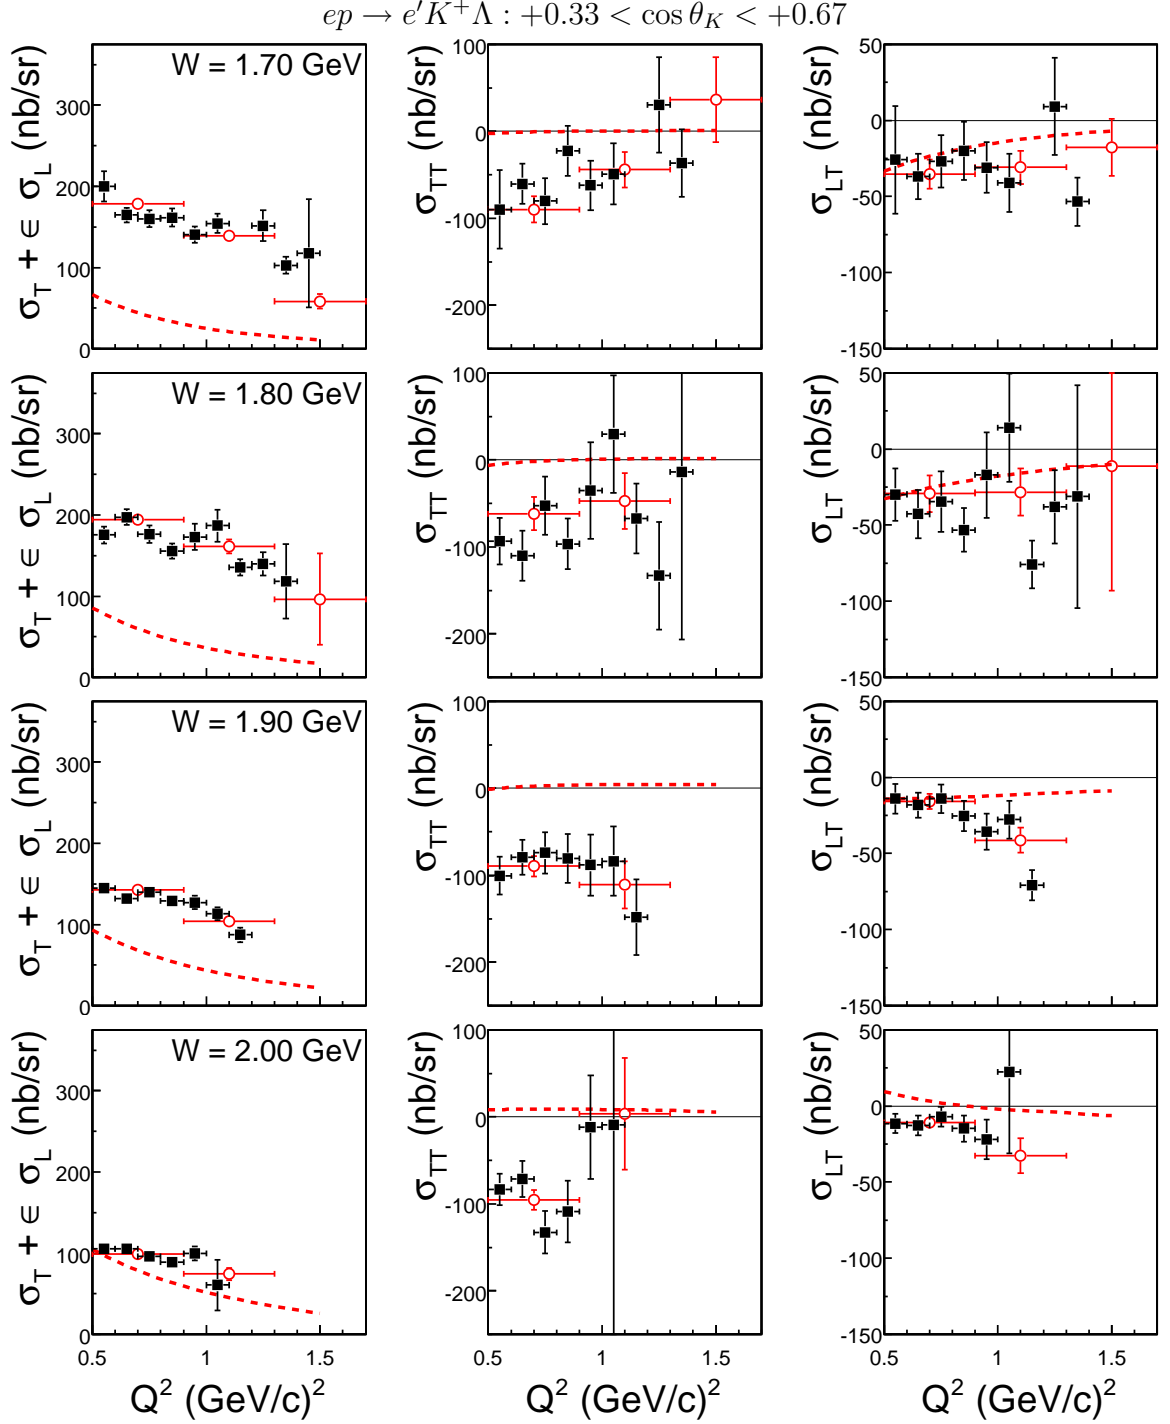 ep → e′K⁺Λ : +0.33 < cos θ_K < +0.67
σ_T + ϵ σ_L (nb/sr)
300
200
100
0
W = 1.70 GeV
σ_TT (nb/sr)
100
0
-100
-200
σ_LT (nb/sr)
50
0
-50
-100
-150
σ_T + ϵ σ_L (nb/sr)
300
200
100
0
W = 1.80 GeV
σ_TT (nb/sr)
100
0
-100
-200
σ_LT (nb/sr)
50
0
-50
-100
-150
σ_T + ϵ σ_L (nb/sr)
300
200
100
0
W = 1.90 GeV
σ_TT (nb/sr)
100
0
-100
-200
σ_LT (nb/sr)
50
0
-50
-100
-150
σ_T + ϵ σ_L (nb/sr)
300
200
100
0
W = 2.00 GeV
σ_TT (nb/sr)
100
0
-100
-200
σ_LT (nb/sr)
50
0
-50
-100
-150
0.5 1 1.5
0.5 1 1.5
0.5 1 1.5
Q² (GeV/c)²
Q² (GeV/c)²
Q² (GeV/c)²